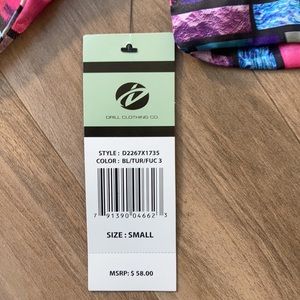 DRILL CLOTHING CO.
STYLE : D2267X1735
COLOR : BL/TUR/FUC 3
7 91390 04662 3
SIZE : SMALL
MSRP: $ 58.00